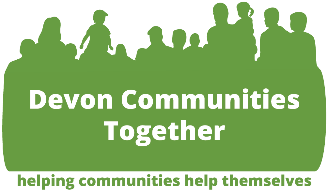 Devon Communities
Together
helping communities help themselves